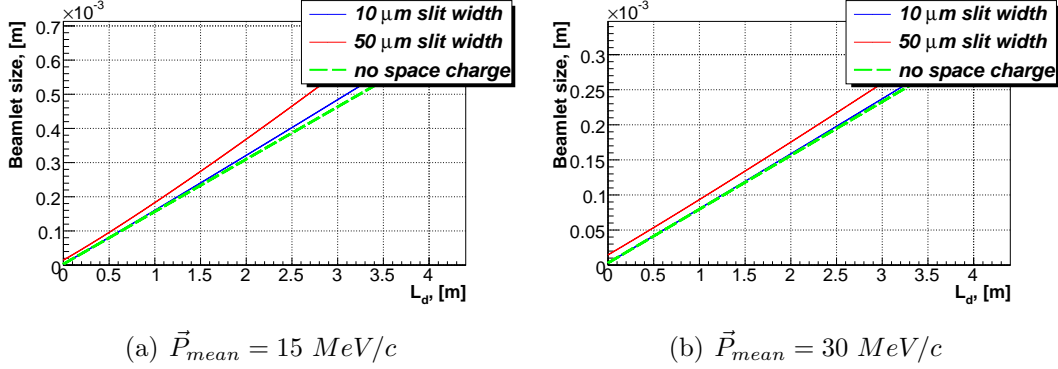 ×10⁻³
Beamlet size, [m]
0.7
0.6
0.5
0.4
0.3
0.2
0.1
0
0 0.5 1 1.5 2 2.5 3 3.5 4
L_d, [m]
10 μm slit width
50 μm slit width
no space charge
(a) P⃗_mean = 15 MeV/c
×10⁻³
Beamlet size, [m]
0.35
0.3
0.25
0.2
0.15
0.1
0.05
0
0 0.5 1 1.5 2 2.5 3 3.5 4
L_d, [m]
10 μm slit width
50 μm slit width
no space charge
(b) P⃗_mean = 30 MeV/c